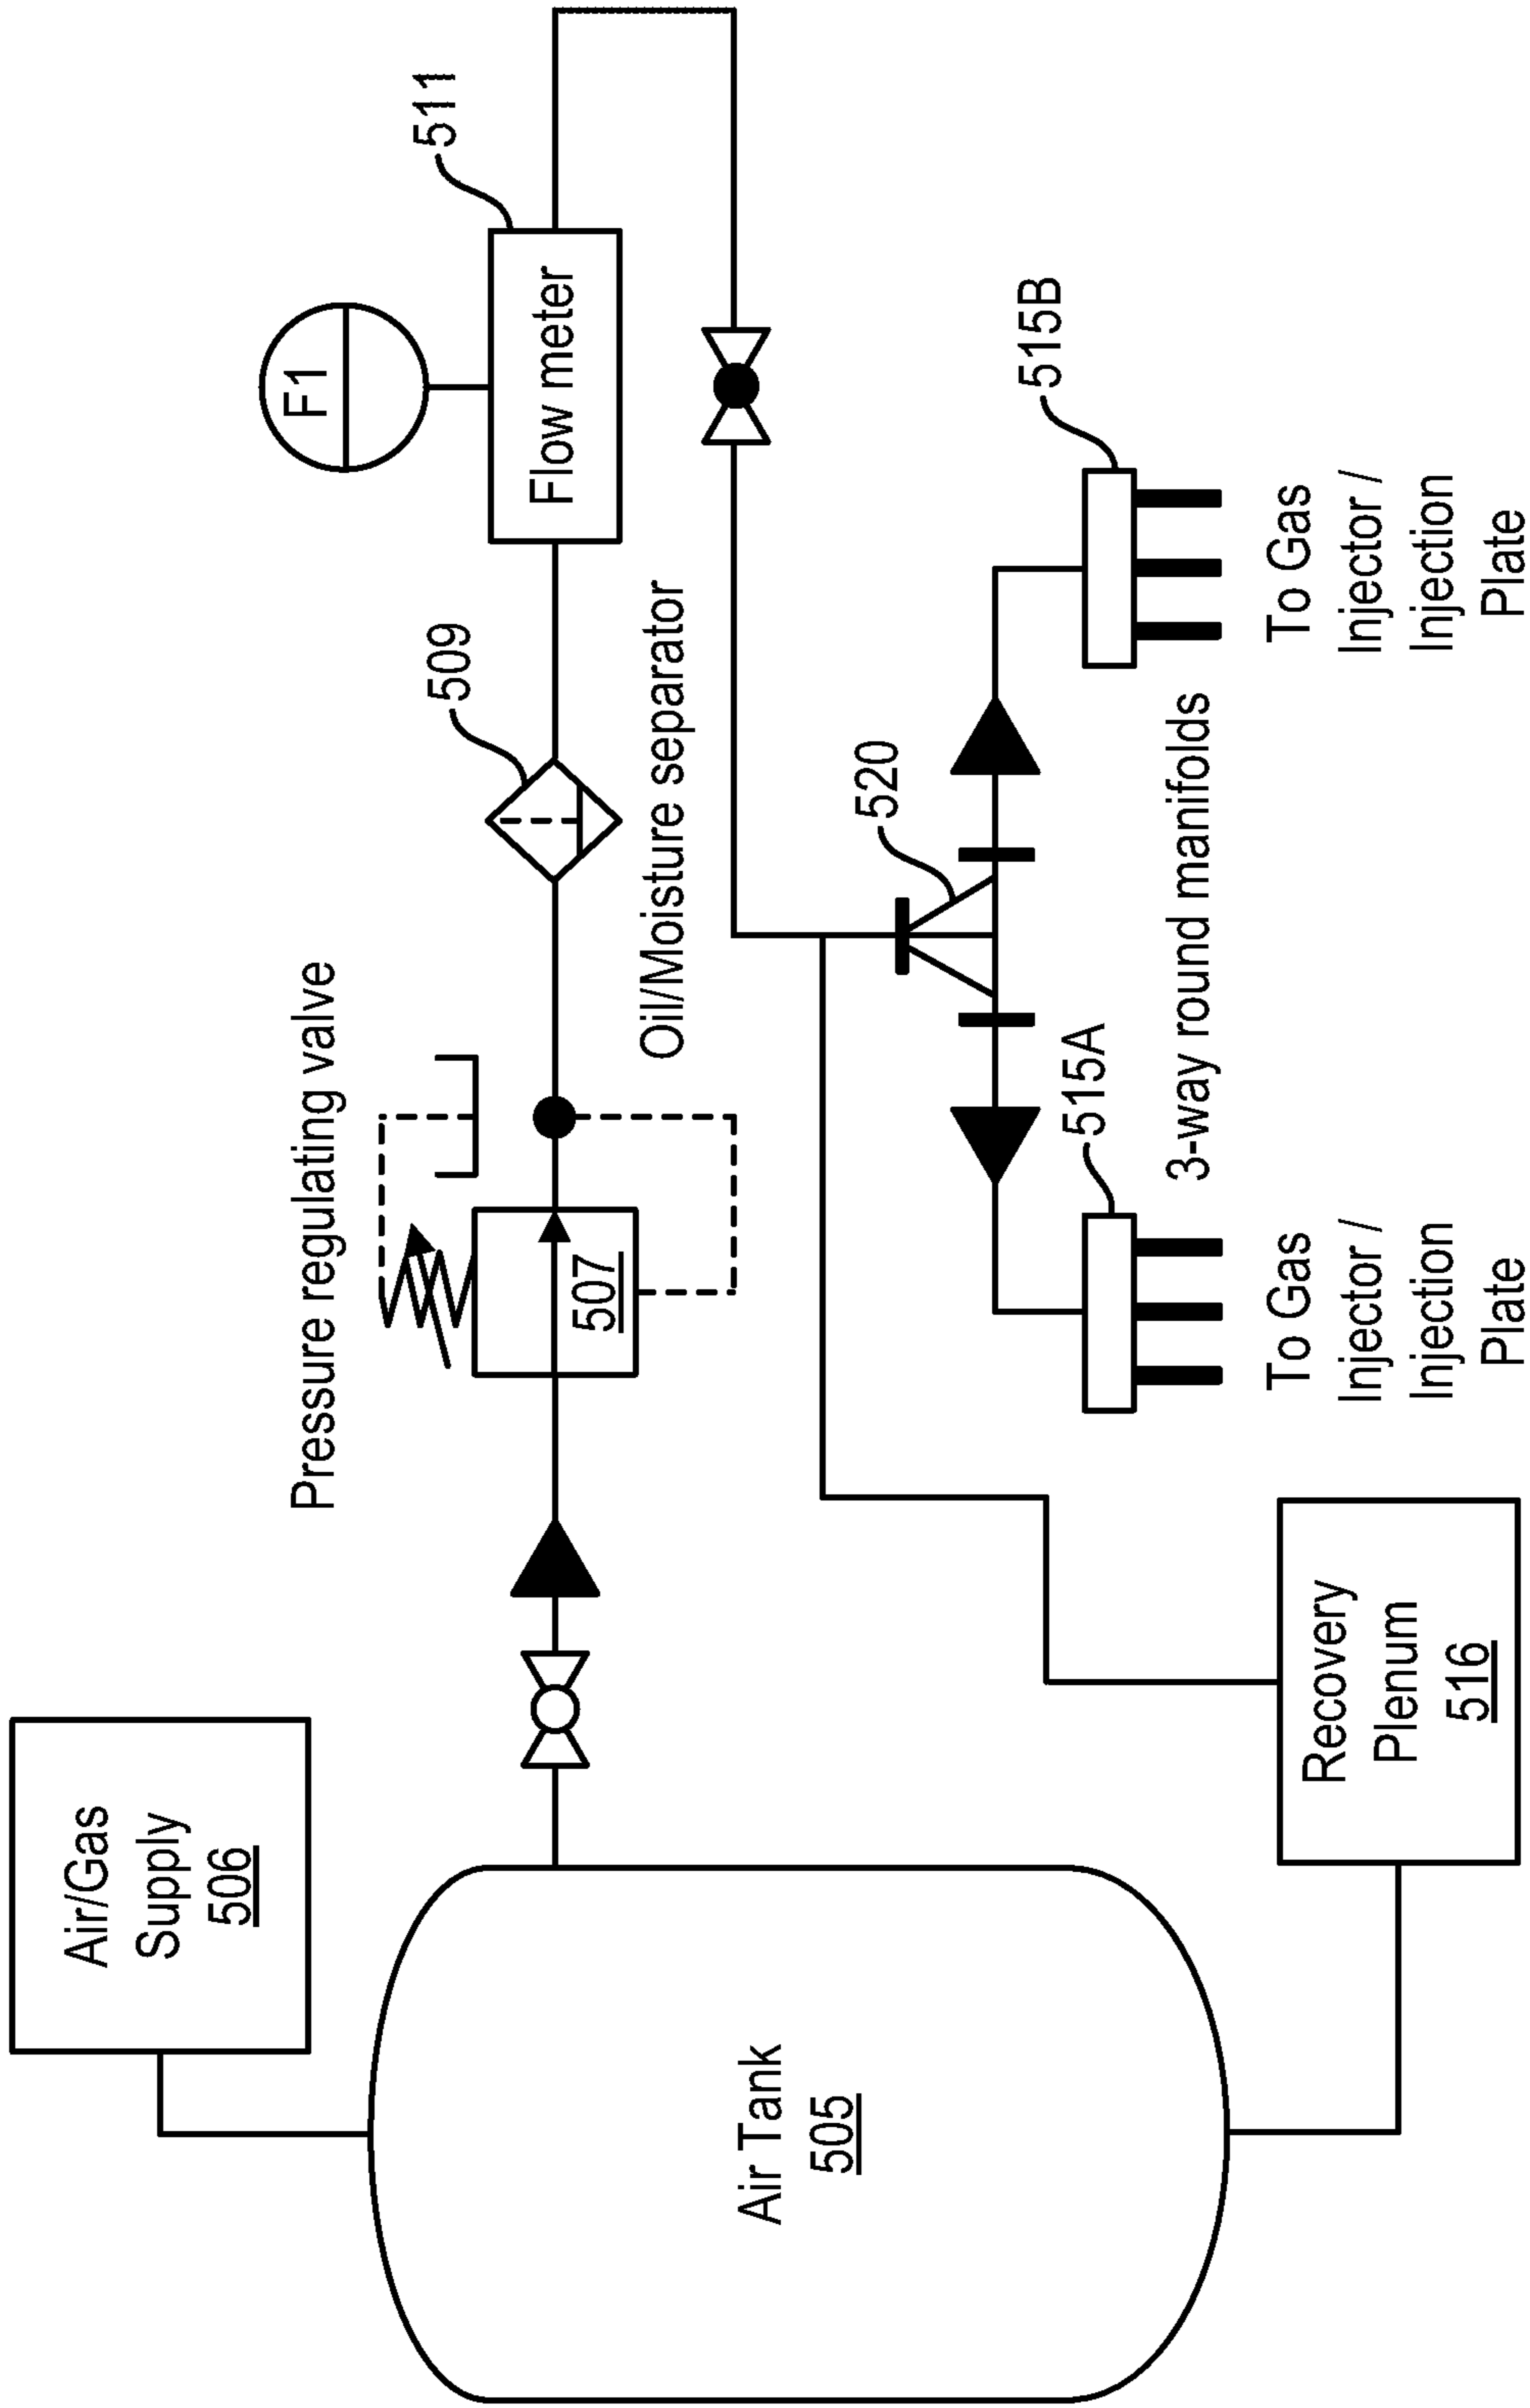 Air/Gas
Supply
506
Air Tank
505
Pressure regulating valve
507
509
Oil/Moisture separator
F1
Flow meter
511
520
515A
515B
3-way round manifolds
To Gas
Injector /
Injection
Plate
To Gas
Injector /
Injection
Plate
Recovery
Plenum
516